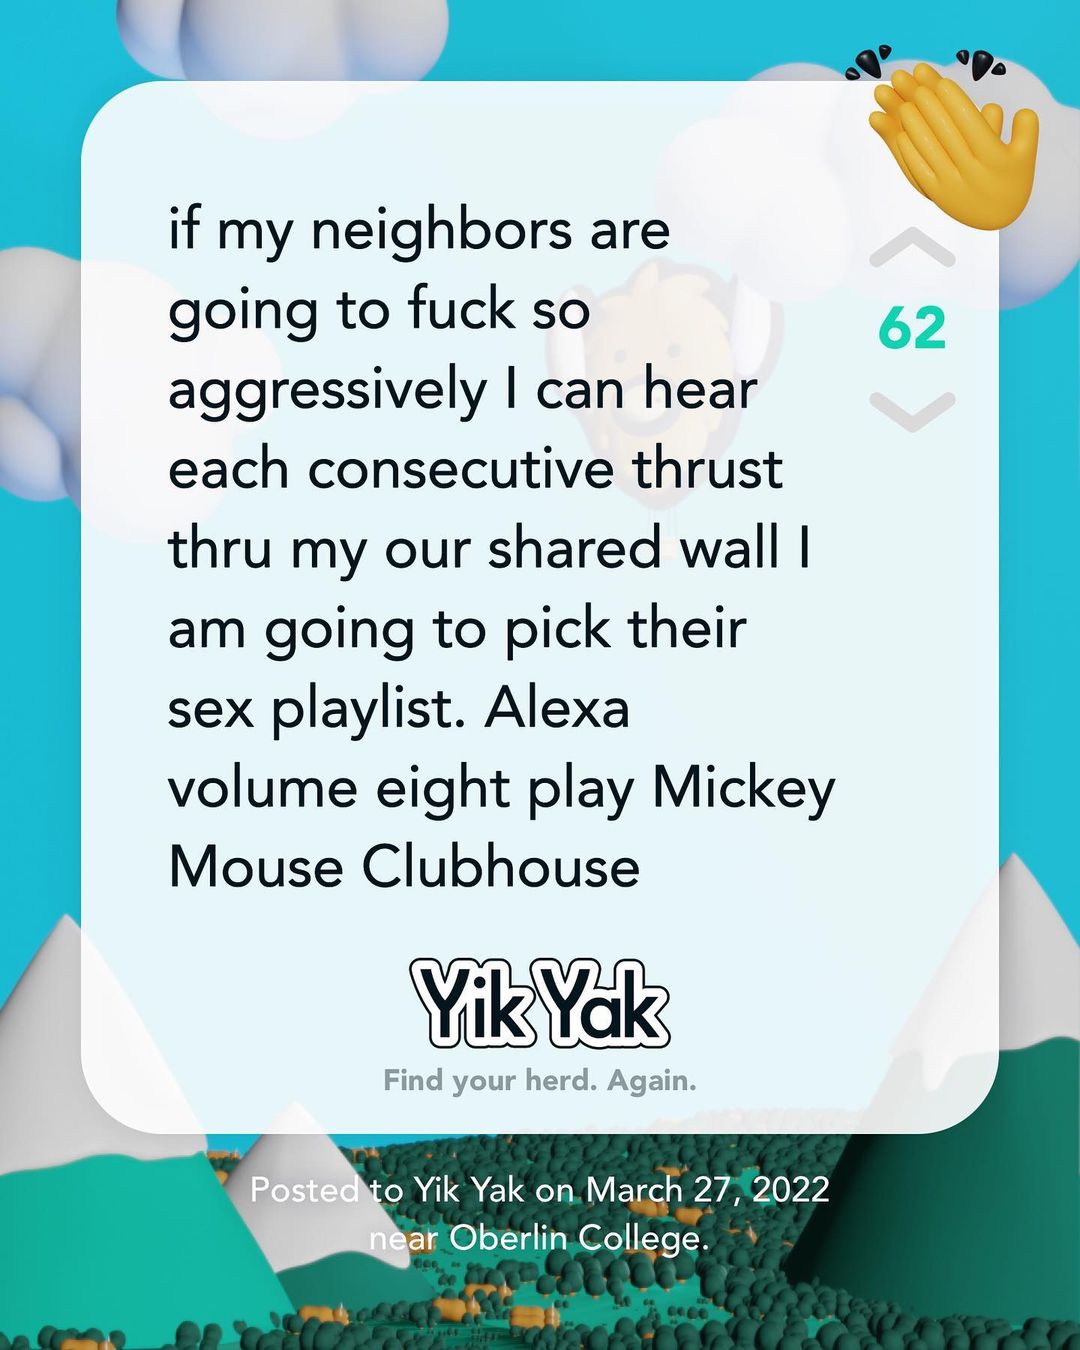 if my neighbors are
going to fuck so
aggressively I can hear
each consecutive thrust
thru my our shared wall I
am going to pick their
sex playlist. Alexa
volume eight play Mickey
Mouse Clubhouse
62
Yik Yak
Find your herd. Again.
Posted to Yik Yak on March 27, 2022
near Oberlin College.